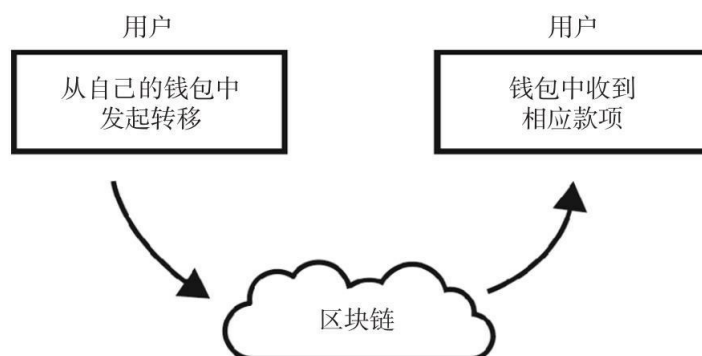 用户
从自己的钱包中
发起转移
用户
钱包中收到
相应款项
区块链